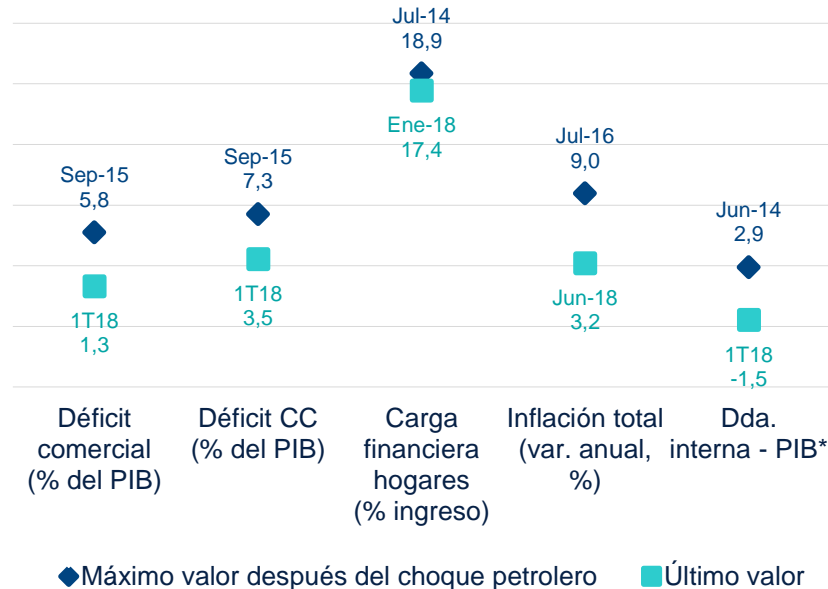 Jul-14
18,9
Ene-18
17,4
Jul-16
9,0
Sep-15
7,3
Sep-15
5,8
Jun-14
2,9
1T18
1,3
1T18
3,5
Jun-18
3,2
1T18
-1,5
Déficit
comercial
(% del PIB)
Déficit CC
(% del PIB)
Carga
financiera
hogares
(% ingreso)
Inflación total
(var. anual,
%)
Dda.
interna - PIB*
Máximo valor después del choque petrolero
Último valor